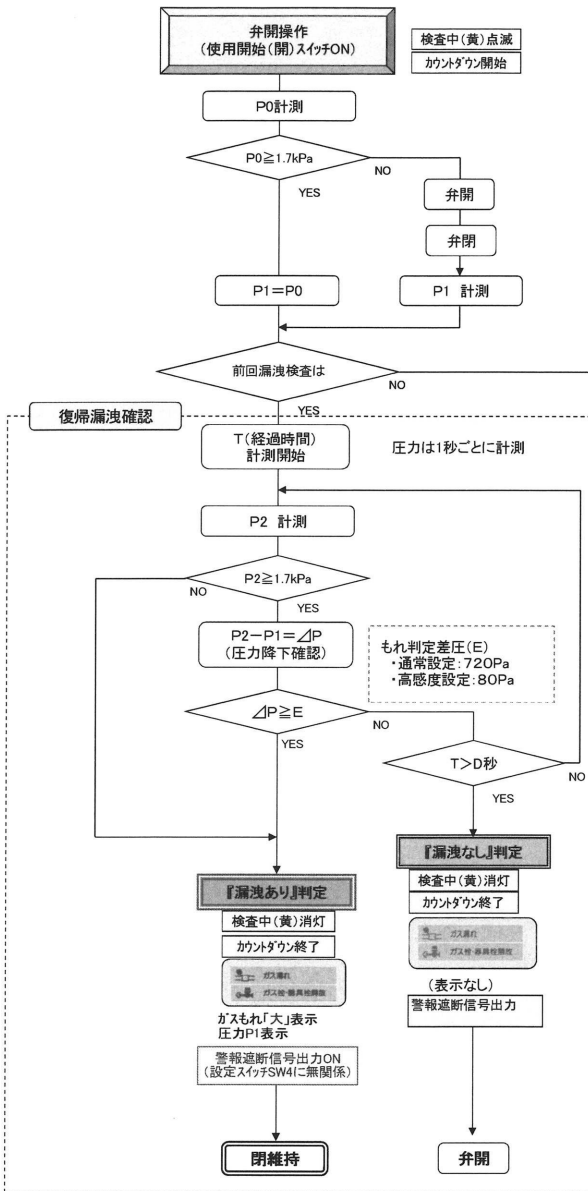 弁開操作
(使用開始(開)スイッチON)
検査中(黄)点滅
カウントダウン開始
P0計測
P0≧1.7kPa
NO
YES
弁開
弁閉
P1＝P0
P1 計測
前回漏洩検査は
NO
YES
復帰漏洩確認
T(経過時間)
計測開始
圧力は1秒ごとに計測
P2 計測
P2≧1.7kPa
NO
YES
P2－P1＝⊿P
(圧力降下確認)
もれ判定差圧(E)
・通常設定:720Pa
・高感度設定:80Pa
⊿P≧E
NO
YES
T＞D秒
NO
YES
『漏洩なし』判定
検査中(黄)消灯
カウントダウン終了
ガス漏れ
ガス栓・器具栓開放
(表示なし)
警報遮断信号出力
弁開
『漏洩あり』判定
検査中(黄)消灯
カウントダウン終了
ガス漏れ
ガス栓・器具栓開放
ガスもれ「大」表示
圧力P1表示
警報遮断信号出力ON
(設定スイッチSW4に無関係)
閉維持